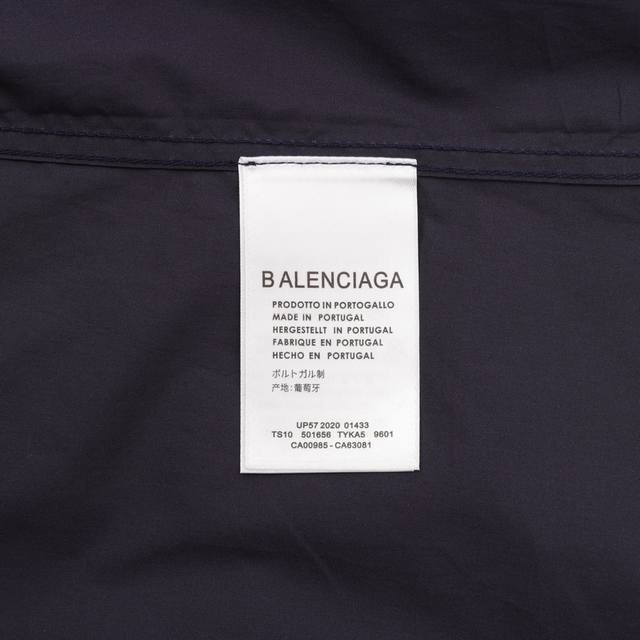 BALENCIAGA
PRODOTTO IN PORTOGALLO
MADE IN PORTUGAL
HERGESTELLT IN PORTUGAL
FABRIQUE EN PORTUGAL
HECHO EN PORTUGAL
ポルトガル制
产地:葡萄牙
UP57 2020 01433
TS10 501656 TYKA5 9601
CA00985-CA63081